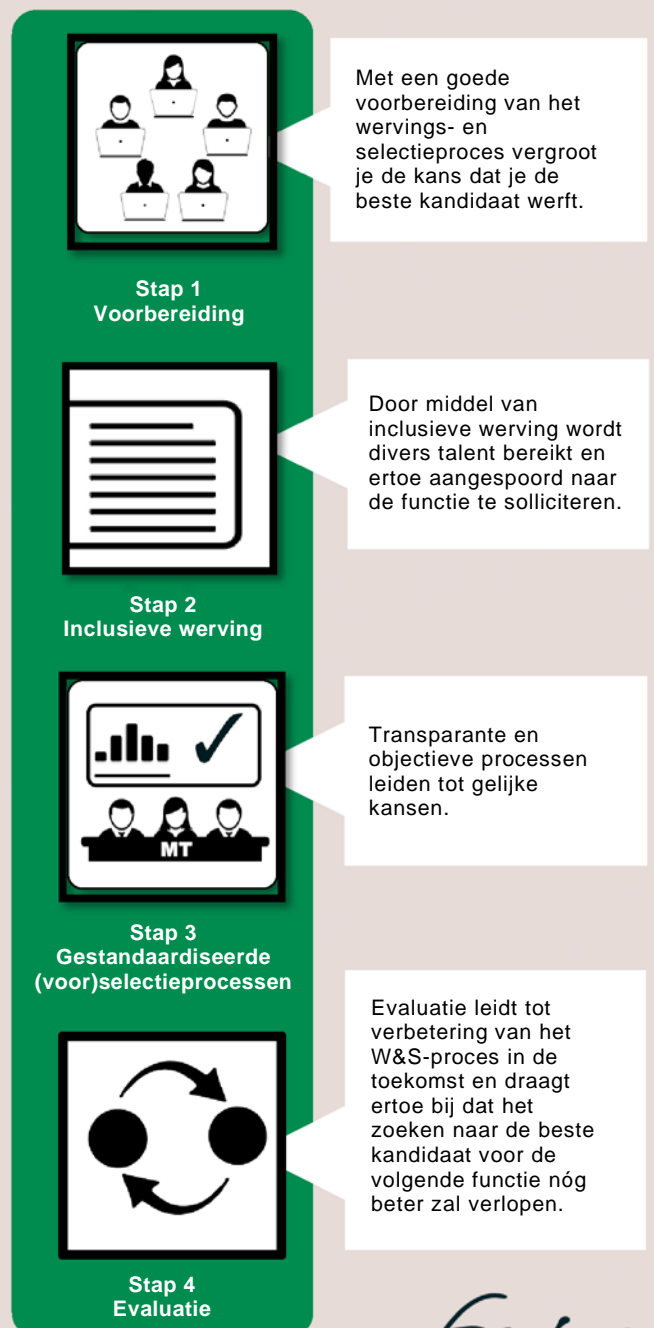 Met een goede
voorbereiding van het
wervings- en
selectieproces vergroot
je de kans dat je de
beste kandidaat werft.
Stap 1
Voorbereiding
Door middel van
inclusieve werving wordt
divers talent bereikt en
ertoe aangespoord naar
de functie te solliciteren.
Stap 2
Inclusieve werving
Transparante en
objectieve processen
leiden tot gelijke
kansen.
MT
Stap 3
Gestandaardiseerde
(voor)selectieprocessen
Evaluatie leidt tot
verbetering van het
W&S-proces in de
toekomst en draagt
ertoe bij dat het
zoeken naar de beste
kandidaat voor de
volgende functie nóg
beter zal verlopen.
Stap 4
Evaluatie